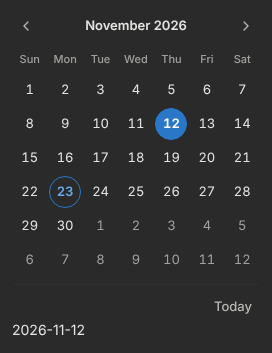 November 2026
Sun Mon Tue Wed Thu Fri Sat
1 2 3 4 5 6 7
8 9 10 11 12 13 14
15 16 17 18 19 20 21
22 23 24 25 26 27 28
29 30 1 2 3 4 5
6 7 8 9 10 11 12
Today
2026-11-12